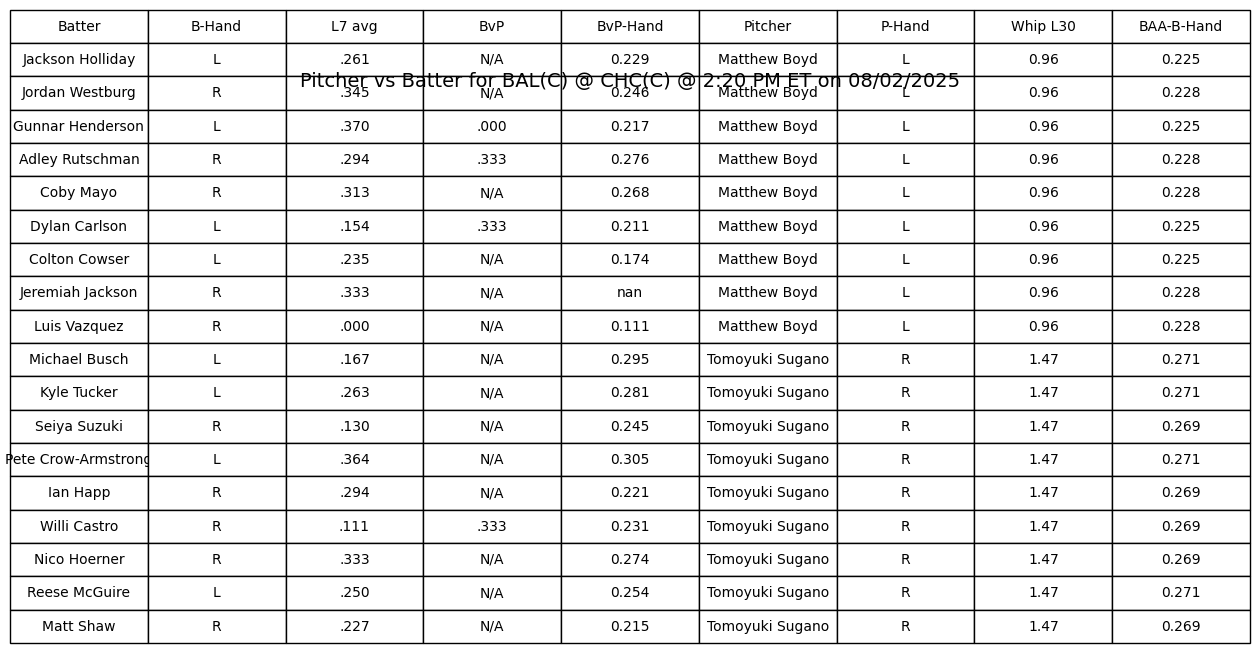 Batter B-Hand L7 avg BvP BvP-Hand Pitcher P-Hand Whip L30 BAA-B-Hand
Jackson Holliday L .261 N/A 0.229 Matthew Boyd L 0.96 0.225
Pitcher vs Batter for BAL(C) @ CHC(C) @ 2:20 PM ET on 08/02/2025
Jordan Westburg R .345 N/A 0.246 Matthew Boyd L 0.96 0.228
Gunnar Henderson L .370 .000 0.217 Matthew Boyd L 0.96 0.225
Adley Rutschman R .294 .333 0.276 Matthew Boyd L 0.96 0.228
Coby Mayo R .313 N/A 0.268 Matthew Boyd L 0.96 0.228
Dylan Carlson L .154 .333 0.211 Matthew Boyd L 0.96 0.225
Colton Cowser L .235 N/A 0.174 Matthew Boyd L 0.96 0.225
Jeremiah Jackson R .333 N/A nan Matthew Boyd L 0.96 0.228
Luis Vazquez R .000 N/A 0.111 Matthew Boyd L 0.96 0.228
Michael Busch L .167 N/A 0.295 Tomoyuki Sugano R 1.47 0.271
Kyle Tucker L .263 N/A 0.281 Tomoyuki Sugano R 1.47 0.271
Seiya Suzuki R .130 N/A 0.245 Tomoyuki Sugano R 1.47 0.269
Pete Crow-Armstrong L .364 N/A 0.305 Tomoyuki Sugano R 1.47 0.271
Ian Happ R .294 N/A 0.221 Tomoyuki Sugano R 1.47 0.269
Willi Castro R .111 .333 0.231 Tomoyuki Sugano R 1.47 0.269
Nico Hoerner R .333 N/A 0.274 Tomoyuki Sugano R 1.47 0.269
Reese McGuire L .250 N/A 0.254 Tomoyuki Sugano R 1.47 0.271
Matt Shaw R .227 N/A 0.215 Tomoyuki Sugano R 1.47 0.269